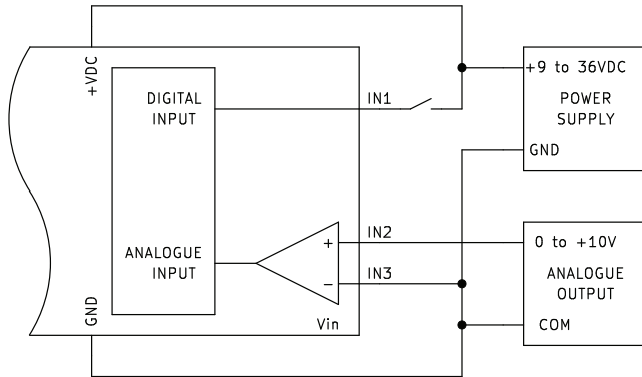 +VDC
DIGITAL
INPUT
IN1
+9 to 36VDC
POWER
SUPPLY
GND
ANALOGUE
INPUT
+
−
IN2
IN3
Vin
GND
0 to +10V
ANALOGUE
OUTPUT
COM